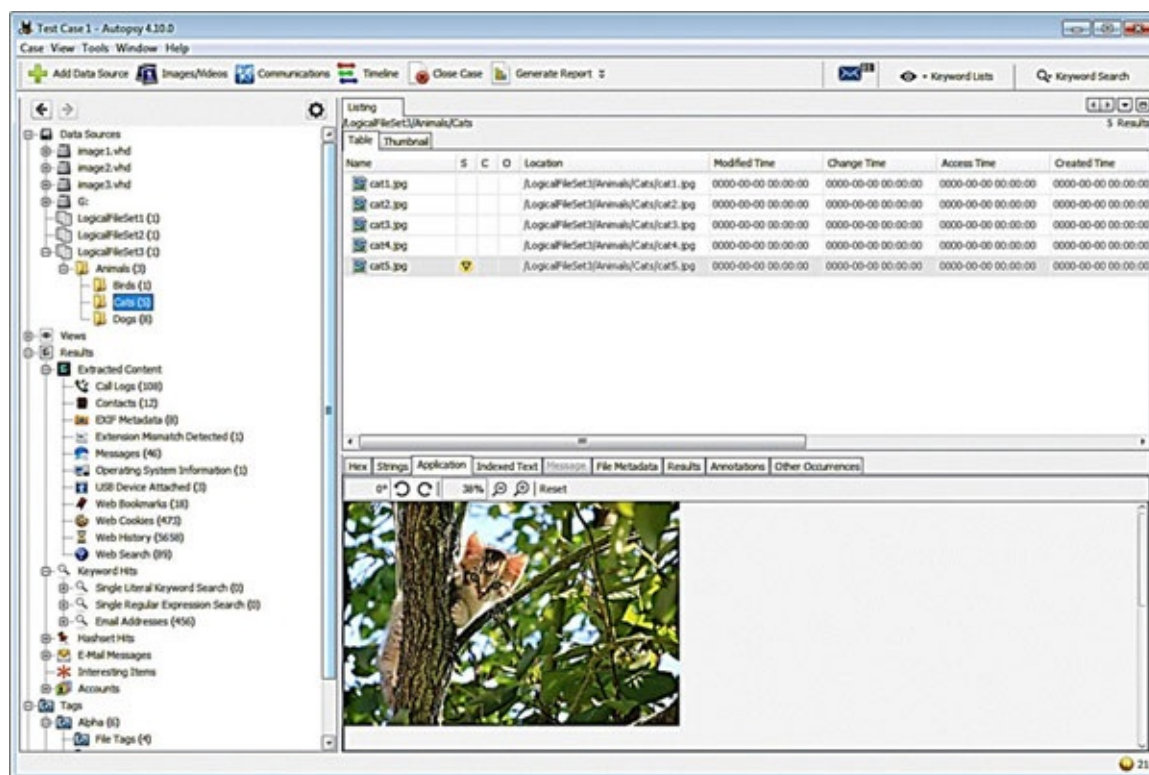 Test Case 1 - Autopsy 4.10.0
Case View Tools Window Help
Add Data Source Images/Videos Communications Timeline Close Case Generate Report Keyword Lists Keyword Search
Listing
/LogicalFileSet3/Animals/Cats 5 Results
Table Thumbnail
Name S C O Location Modified Time Change Time Access Time Created Time
cat1.jpg /LogicalFileSet3/Animals/Cats/cat1.jpg 0000-00-00 00:00:00 0000-00-00 00:00:00 0000-00-00 00:00:00 0000-00-00 00:00:00
cat2.jpg /LogicalFileSet3/Animals/Cats/cat2.jpg 0000-00-00 00:00:00 0000-00-00 00:00:00 0000-00-00 00:00:00 0000-00-00 00:00:00
cat3.jpg /LogicalFileSet3/Animals/Cats/cat3.jpg 0000-00-00 00:00:00 0000-00-00 00:00:00 0000-00-00 00:00:00 0000-00-00 00:00:00
cat4.jpg /LogicalFileSet3/Animals/Cats/cat4.jpg 0000-00-00 00:00:00 0000-00-00 00:00:00 0000-00-00 00:00:00 0000-00-00 00:00:00
cat5.jpg /LogicalFileSet3/Animals/Cats/cat5.jpg 0000-00-00 00:00:00 0000-00-00 00:00:00 0000-00-00 00:00:00 0000-00-00 00:00:00
Data Sources
image1.vhd
image2.vhd
image3.vhd
G:
LogicalFileSet1 (1)
LogicalFileSet2 (1)
LogicalFileSet3 (1)
Animals (3)
Birds (1)
Cats (5)
Dogs (8)
Views
Results
Extracted Content
Call Logs (108)
Contacts (12)
EXIF Metadata (8)
Extension Mismatch Detected (1)
Messages (46)
Operating System Information (1)
USB Device Attached (3)
Web Bookmarks (18)
Web Cookies (473)
Web History (5658)
Web Search (89)
Keyword Hits
Single Literal Keyword Search (0)
Single Regular Expression Search (0)
Email Addresses (456)
Hashset Hits
E-Mail Messages
Interesting Items
Accounts
Tags
Alpha (6)
File Tags (4)
Hex Strings Application Indexed Text Message File Metadata Results Annotations Other Occurrences
0° 38% Reset
21